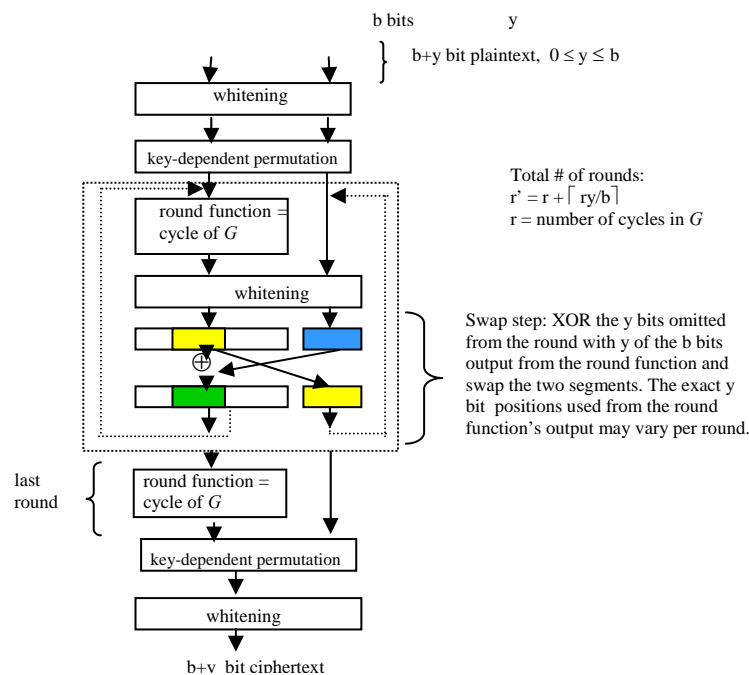 b bits y
b+y bit plaintext, 0 ≤ y ≤ b
whitening
key-dependent permutation
Total # of rounds:
r’ = r + ⌈ ry/b⌉
r = number of cycles in G
round function =
cycle of G
whitening
Swap step: XOR the y bits omitted
from the round with y of the b bits
output from the round function and
swap the two segments. The exact y
bit positions used from the round
function’s output may vary per round.
⊕
last
round
round function =
cycle of G
key-dependent permutation
whitening
b+y bit ciphertext